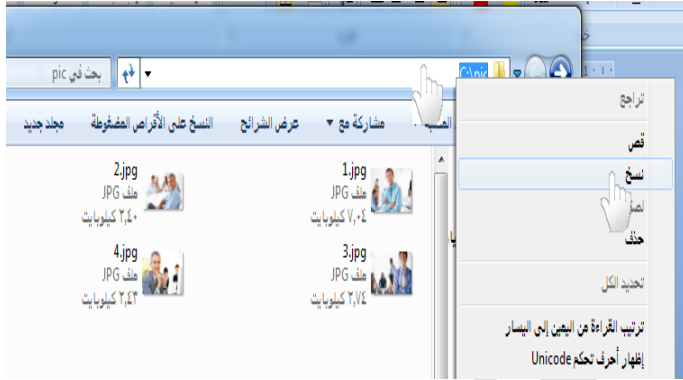 C:\pic
بحث في pic
مشاركة مع
عرض الشرائح
النسخ على الأقراص المضغوطة
مجلد جديد
1.jpg
ملف JPG
٧,٠٤ كيلوبايت
2.jpg
ملف JPG
٢,٤٠ كيلوبايت
3.jpg
ملف JPG
٢,٧٤ كيلوبايت
4.jpg
ملف JPG
٢,٤٣ كيلوبايت
تراجع
قص
نسخ
حذف
تحديد الكل
ترتيب القراءة من اليمين إلى اليسار
إظهار أحرف تحكم Unicode